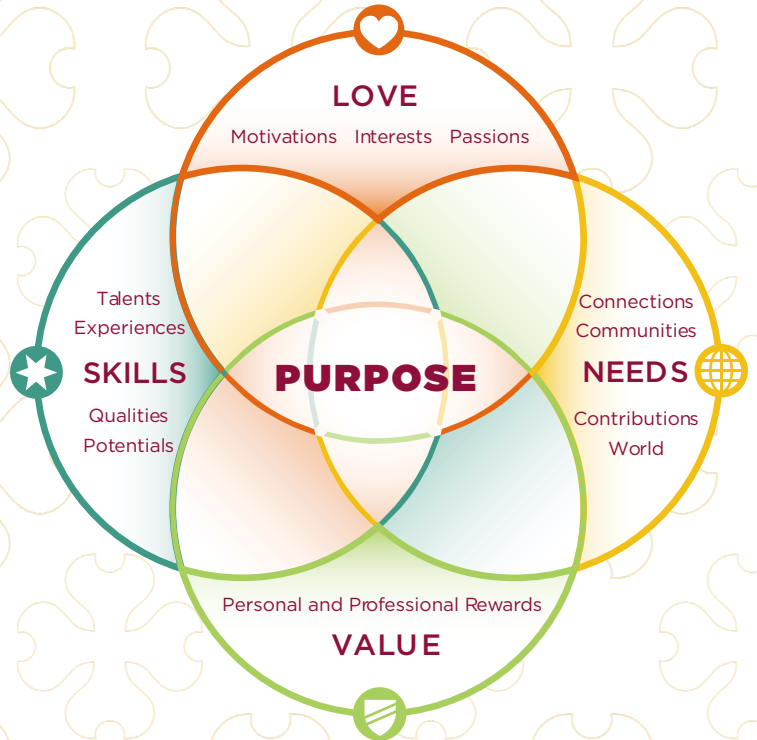 LOVE
Motivations Interests Passions
Talents
Experiences
SKILLS
Qualities
Potentials
PURPOSE
Connections
Communities
NEEDS
Contributions
World
Personal and Professional Rewards
VALUE